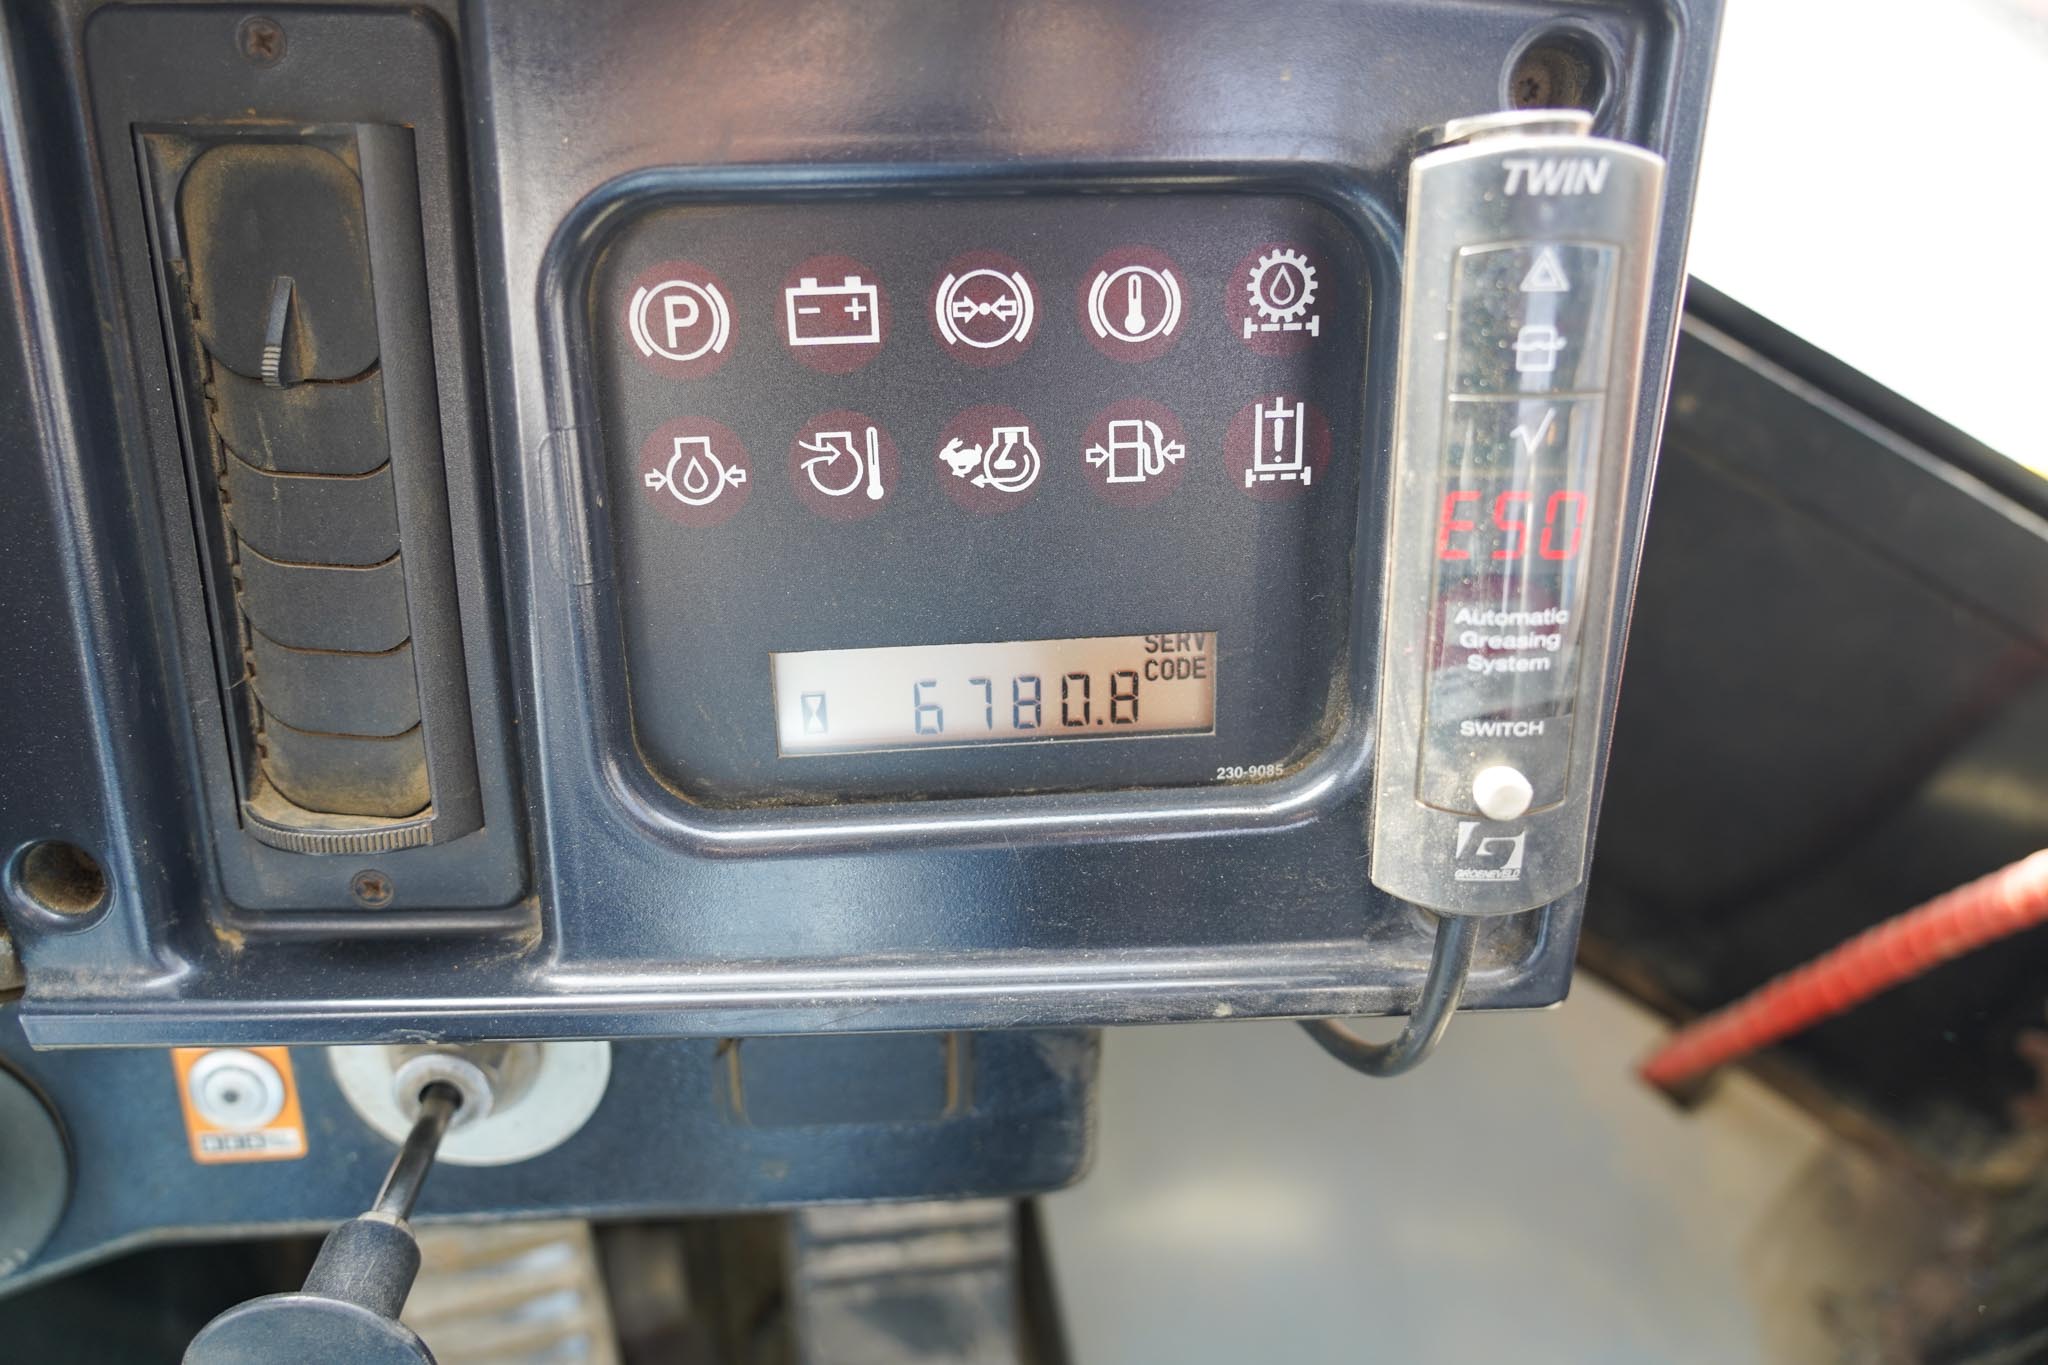 TWIN
P
E50
Automatic
Greasing
System
SERV
CODE
6780.8
SWITCH
230-9085
GROENEVELD